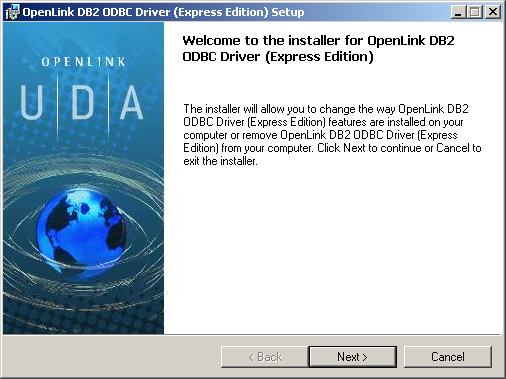 OpenLink DB2 ODBC Driver (Express Edition) Setup
OPENLINK
U D A
Welcome to the installer for OpenLink DB2
ODBC Driver (Express Edition)
The installer will allow you to change the way OpenLink DB2
ODBC Driver (Express Edition) features are installed on your
computer or remove OpenLink DB2 ODBC Driver (Express
Edition) from your computer. Click Next to continue or Cancel to
exit the installer.
< Back
Next >
Cancel